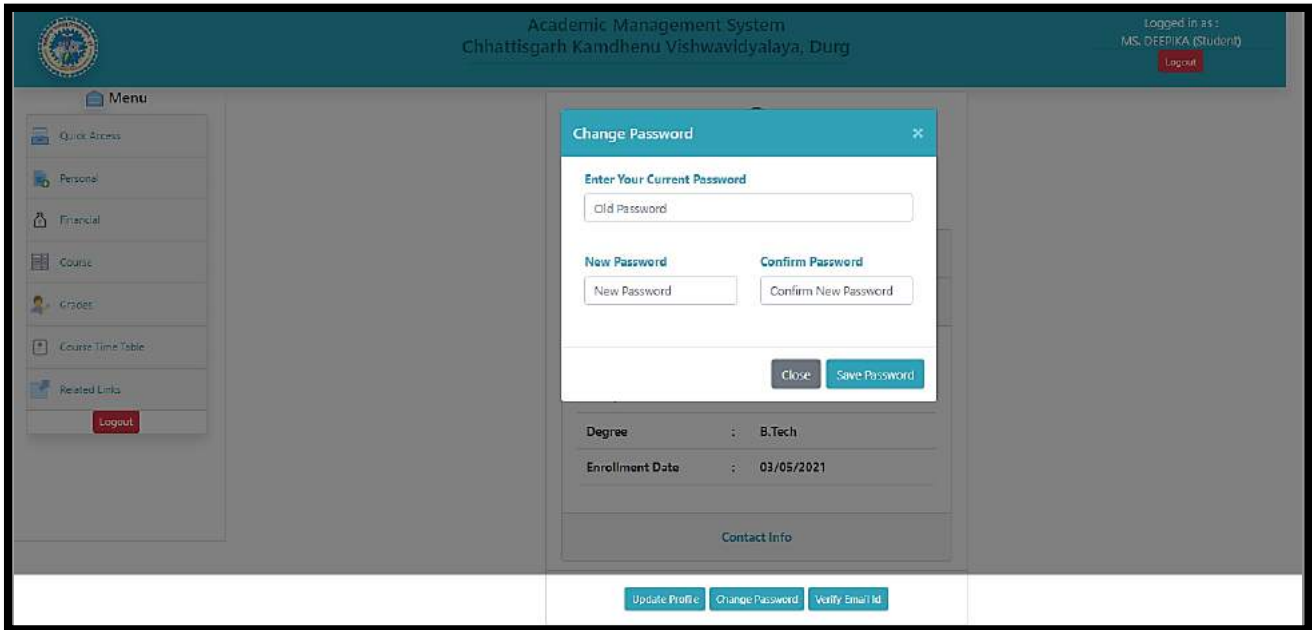 Academic Management System
Chhattisgarh Kamdhenu Vishwavidyalaya, Durg
Logged in as :
MS. DEEPIKA (Student)
Logout
Menu
Quick Access
Personal
Financial
Course
Grades
Course Time Table
Related Links
Logout
Change Password ×
Enter Your Current Password
Old Password
New Password Confirm Password
New Password Confirm New Password
Close Save Password
Degree : B.Tech
Enrollment Date : 03/05/2021
Contact Info
Update Profile Change Password Verify Email Id